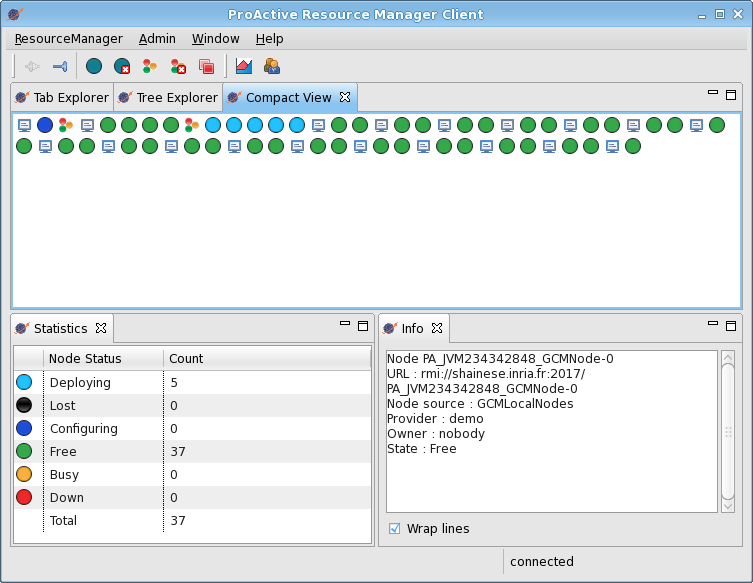 ProActive Resource Manager Client
ResourceManager Admin Window Help
Tab Explorer Tree Explorer Compact View
Statistics
Node Status Count
Deploying 5
Lost 0
Configuring 0
Free 37
Busy 0
Down 0
Total 37
Info
Node PA_JVM234342848_GCMNode-0
URL : rmi://shainese.inria.fr:2017/
PA_JVM234342848_GCMNode-0
Node source : GCMLocalNodes
Provider : demo
Owner : nobody
State : Free
Wrap lines
connected